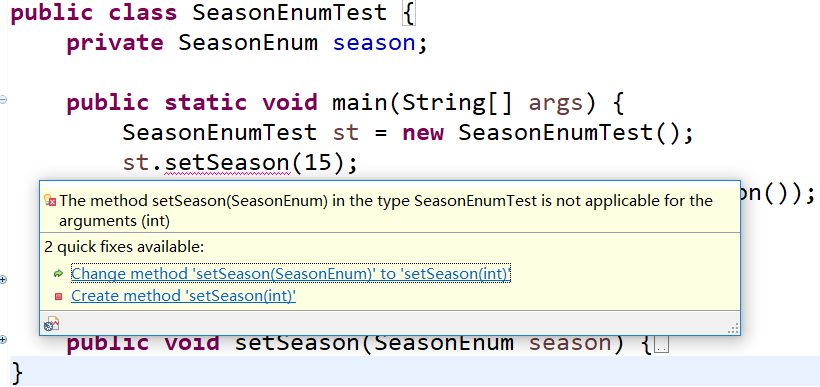 public class SeasonEnumTest {
private SeasonEnum season;
public static void main(String[] args) {
SeasonEnumTest st = new SeasonEnumTest();
st.setSeason(15);
on());
The method setSeason(SeasonEnum) in the type SeasonEnumTest is not applicable for the
arguments (int)
2 quick fixes available:
Change method 'setSeason(SeasonEnum)' to 'setSeason(int)'
Create method 'setSeason(int)'
public void setSeason(SeasonEnum season) {
}